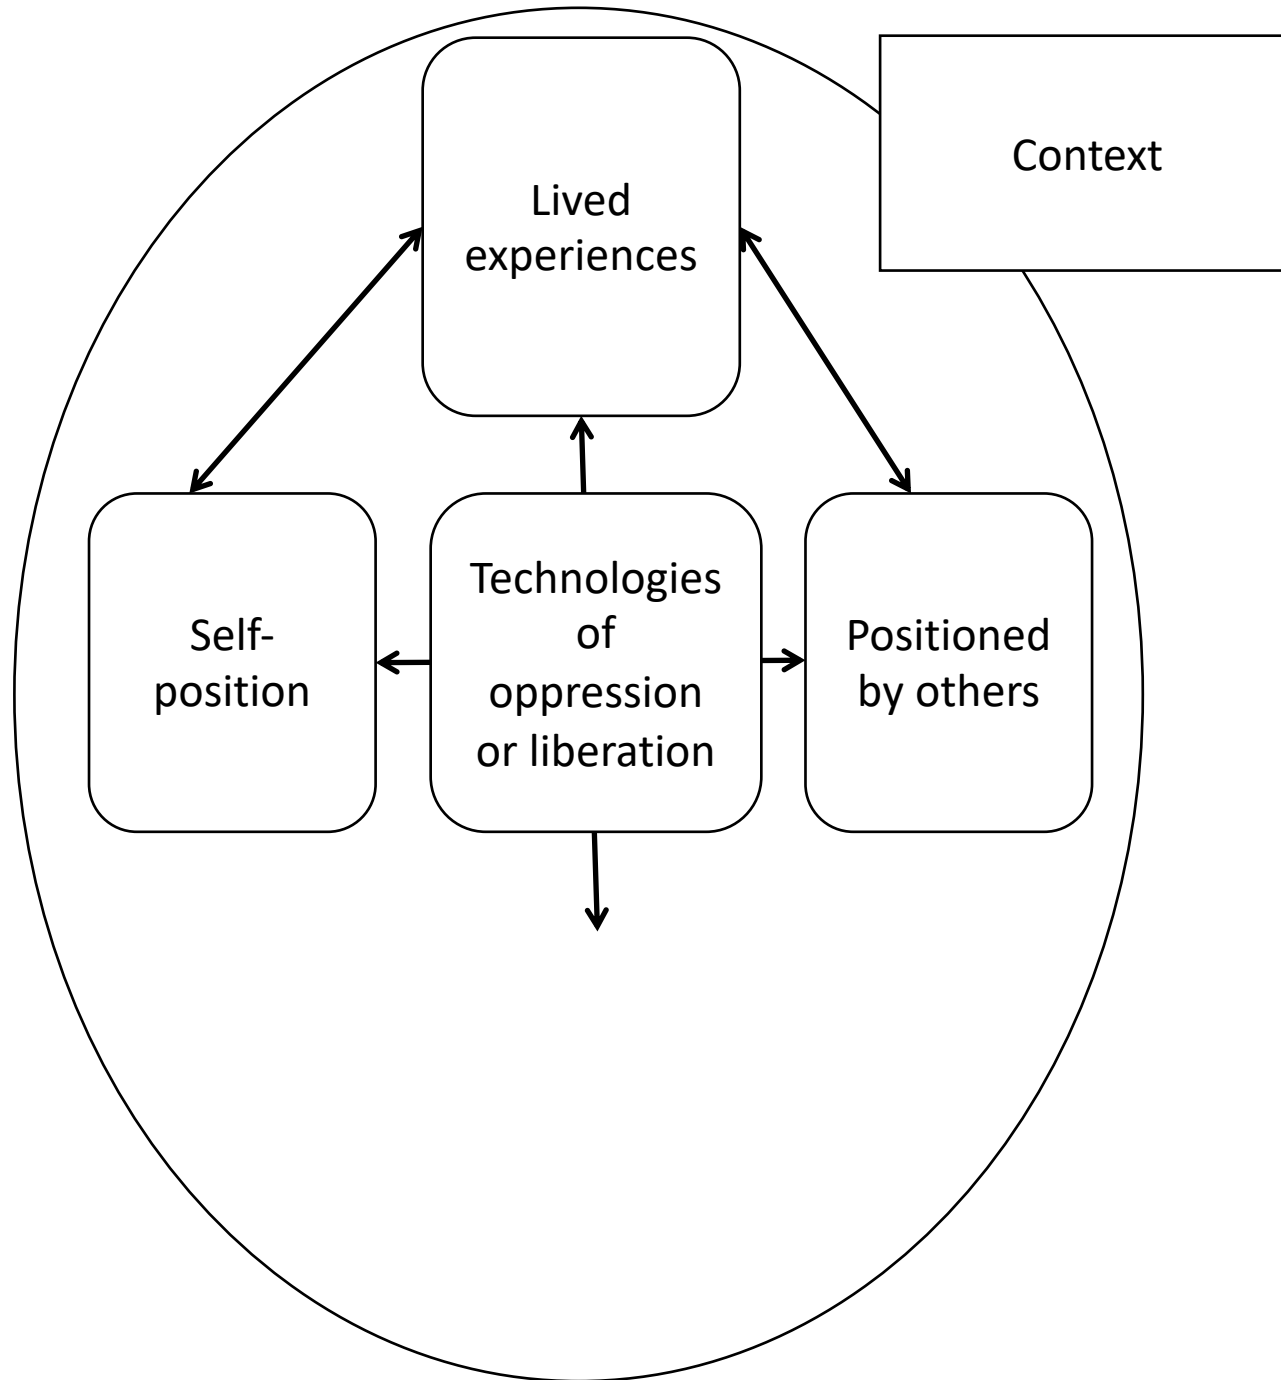 Context
Lived
experiences
Self-
position
Technologies
of
oppression
or liberation
Positioned
by others